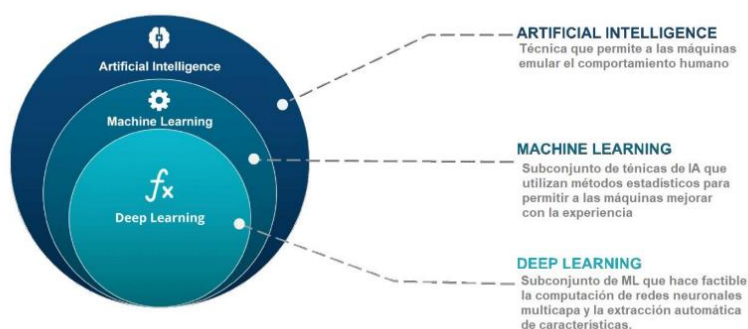 Artificial Intelligence
Machine Learning
fx
Deep Learning
ARTIFICIAL INTELLIGENCE
Técnica que permite a las máquinas
emular el comportamiento humano
MACHINE LEARNING
Subconjunto de ténicas de IA que
utilizan métodos estadísticos para
permitir a las máquinas mejorar
con la experiencia
DEEP LEARNING
Subconjunto de ML que hace factible
la computación de redes neuronales
multicapa y la extracción automática
de características.